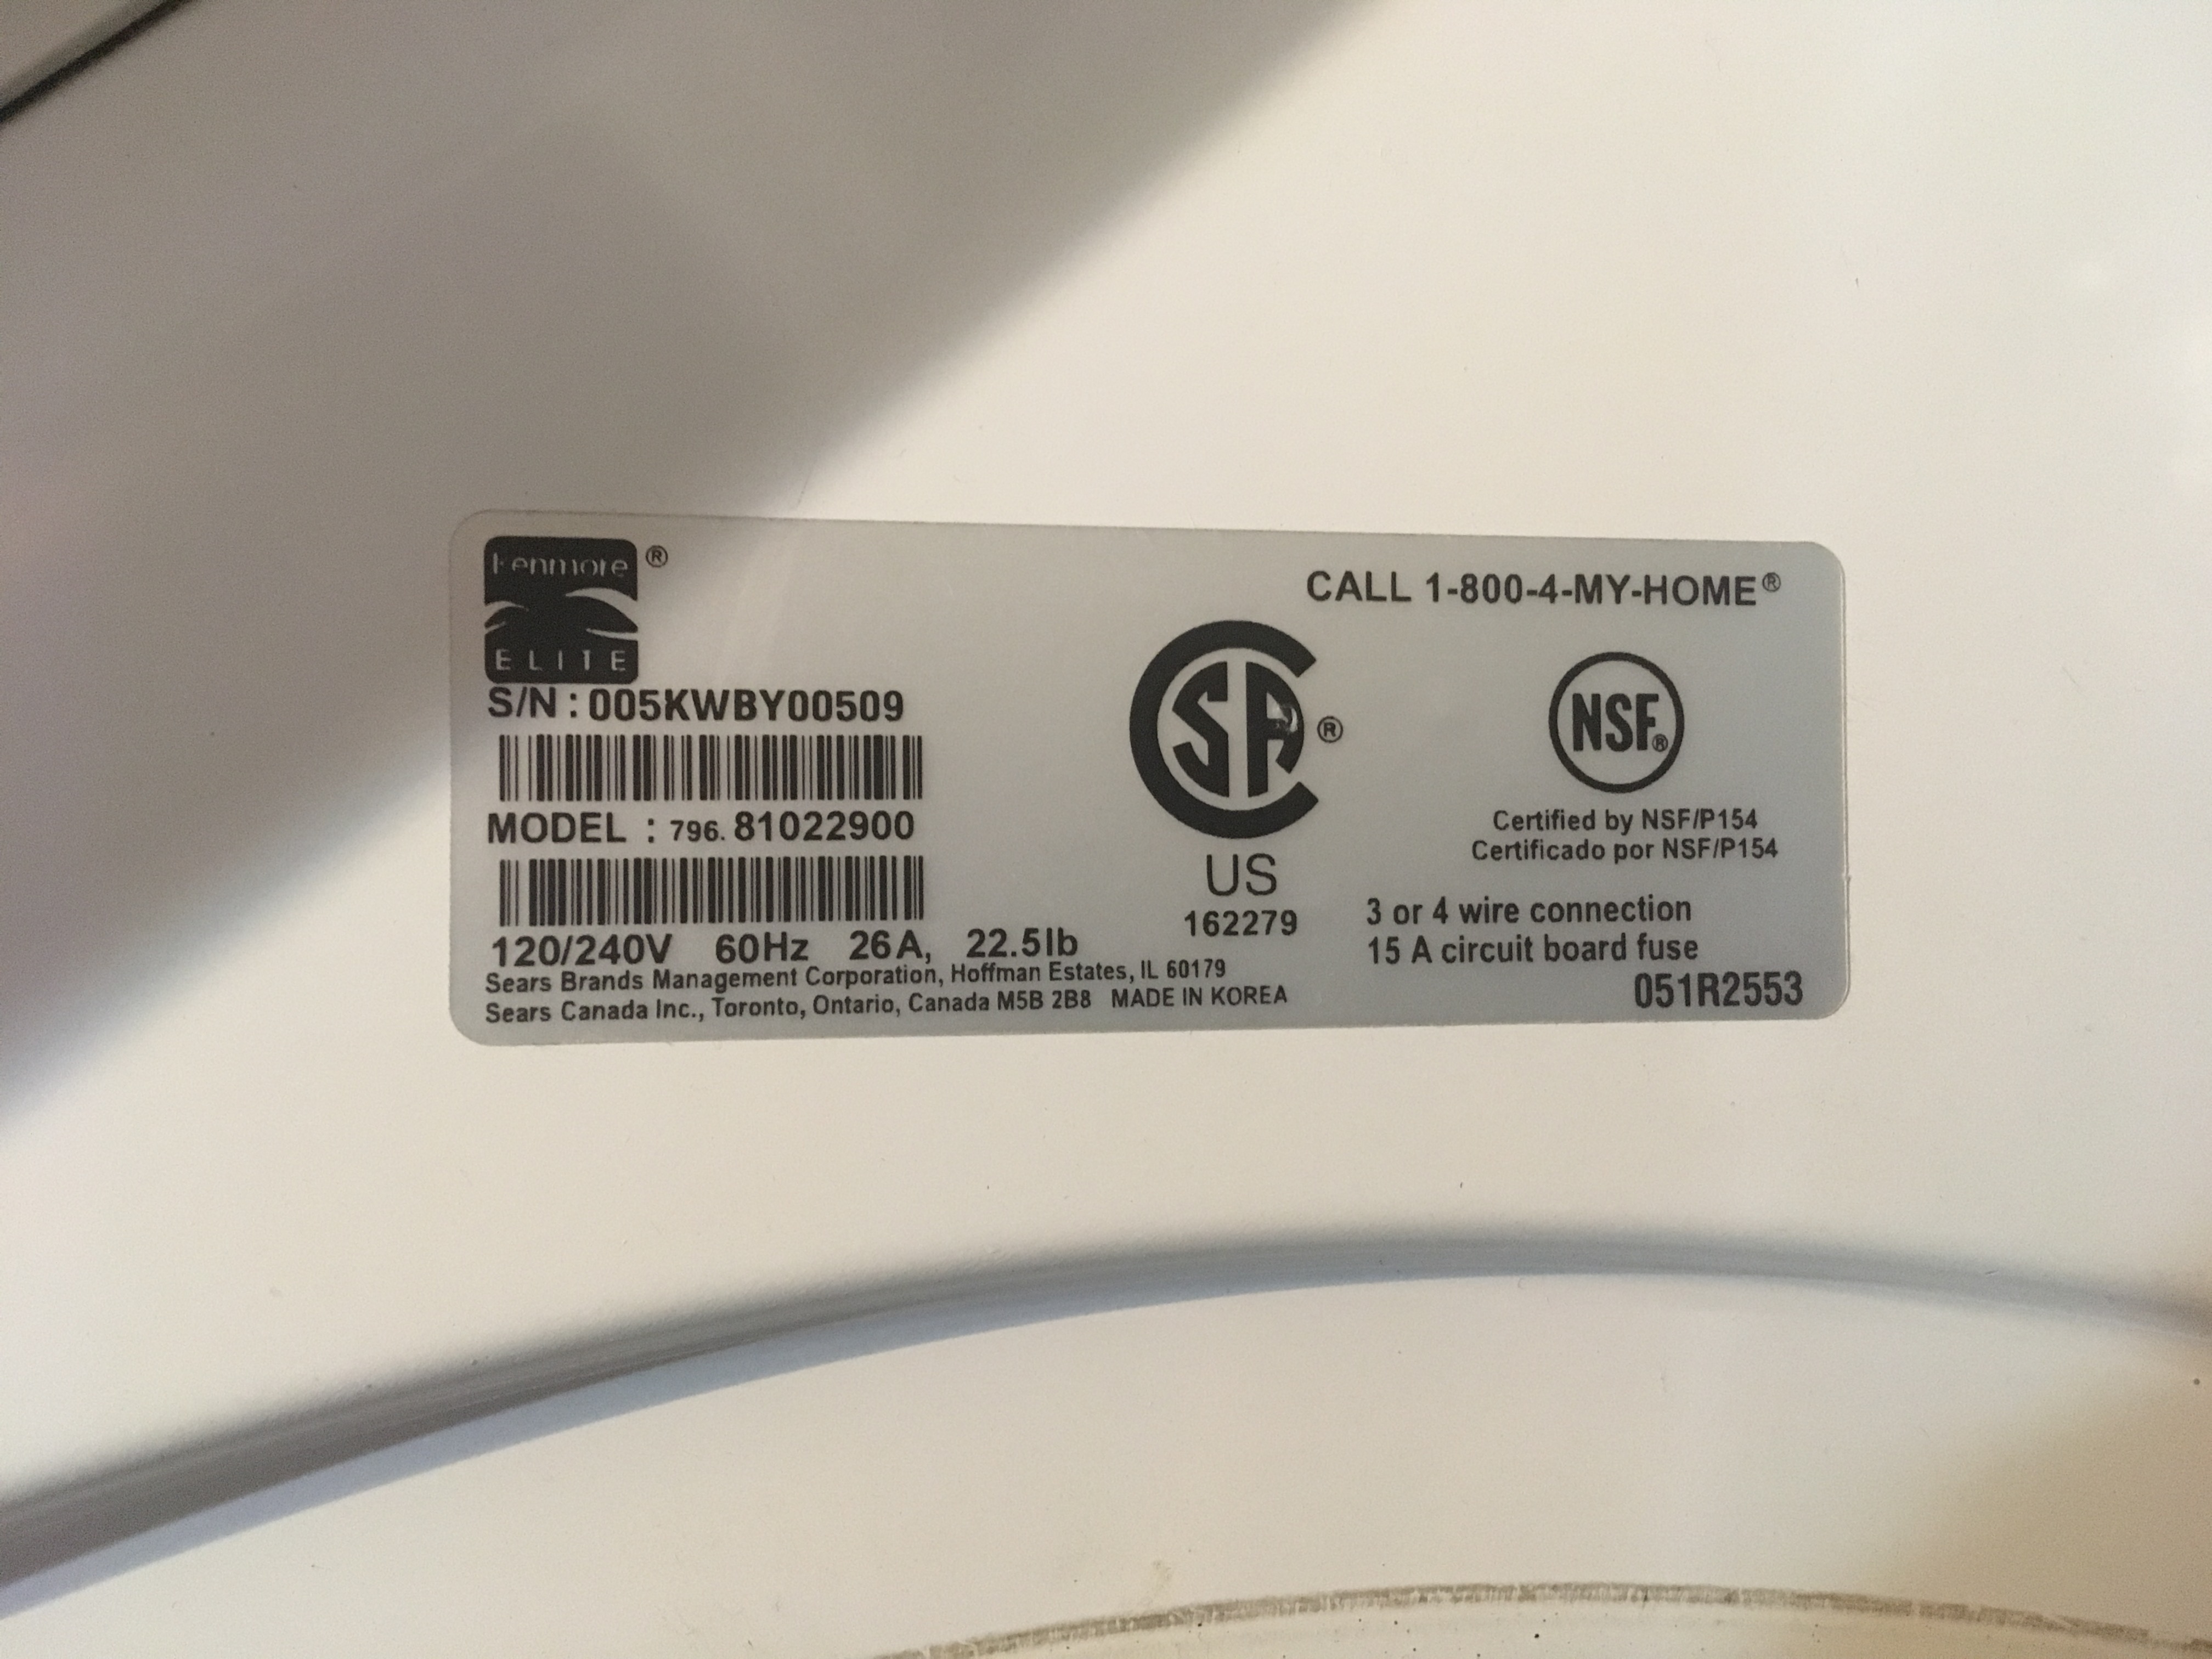 kenmore ®
ELITE
CALL 1-800-4-MY-HOME®
S/N : 005KWBY00509
MODEL : 796. 81022900
120/240V 60Hz 26A, 22.5lb
Sears Brands Management Corporation, Hoffman Estates, IL 60179
Sears Canada Inc., Toronto, Ontario, Canada M5B 2B8 MADE IN KOREA
CSA ®
US
162279
NSF®
Certified by NSF/P154
Certificado por NSF/P154
3 or 4 wire connection
15 A circuit board fuse
051R2553